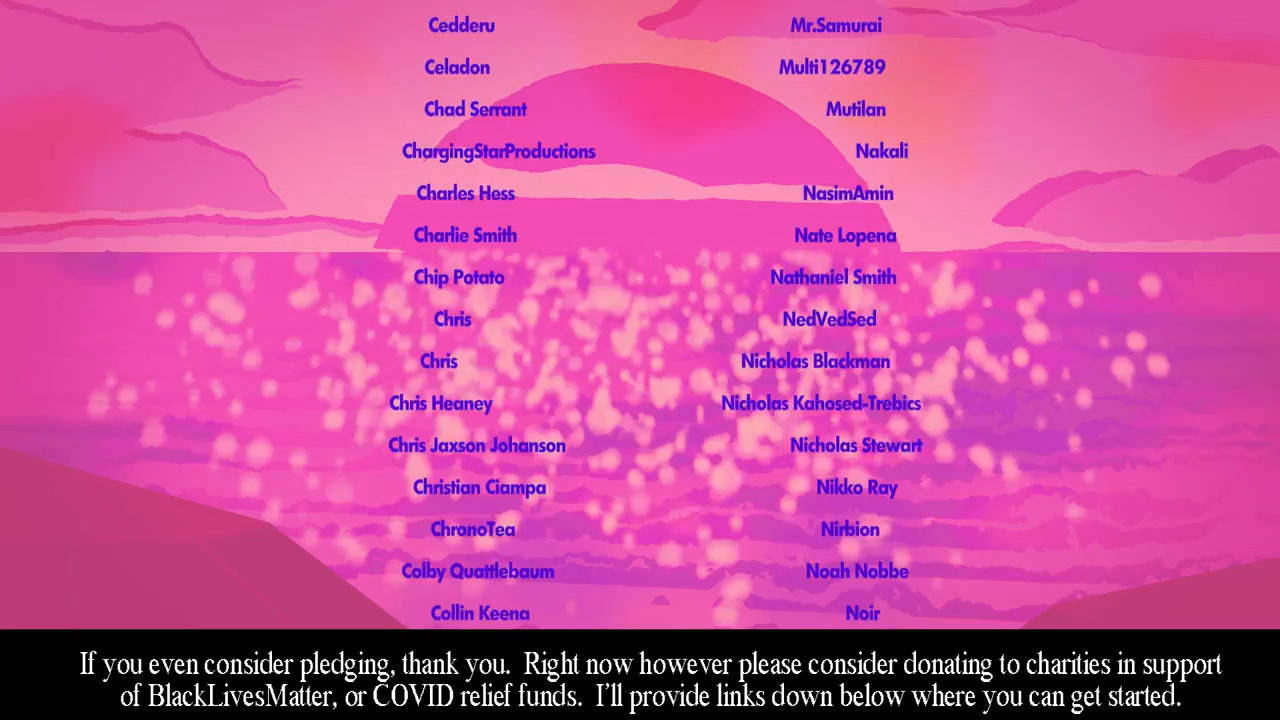 Cedderu
Mr.Samurai
Celadon
Multi126789
Chad Serrant
Mutilan
ChargingStarProductions
Nakali
Charles Hess
NasimAmin
Charlie Smith
Nate Lopena
Chip Potato
Nathaniel Smith
Chris
NedVedSed
Chris
Nicholas Blackman
Chris Heaney
Nicholas Kahosed-Trebics
Chris Jaxson Johanson
Nicholas Stewart
Christian Ciampa
Nikko Ray
ChronoTea
Nirbion
Colby Quattlebaum
Noah Nobbe
Collin Keena
Noir
If you even consider pledging, thank you.  Right now however please consider donating to charities in support
of BlackLivesMatter, or COVID relief funds.  I'll provide links down below where you can get started.